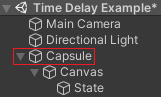 Time Delay Example*
Main Camera
Directional Light
Capsule
Canvas
State